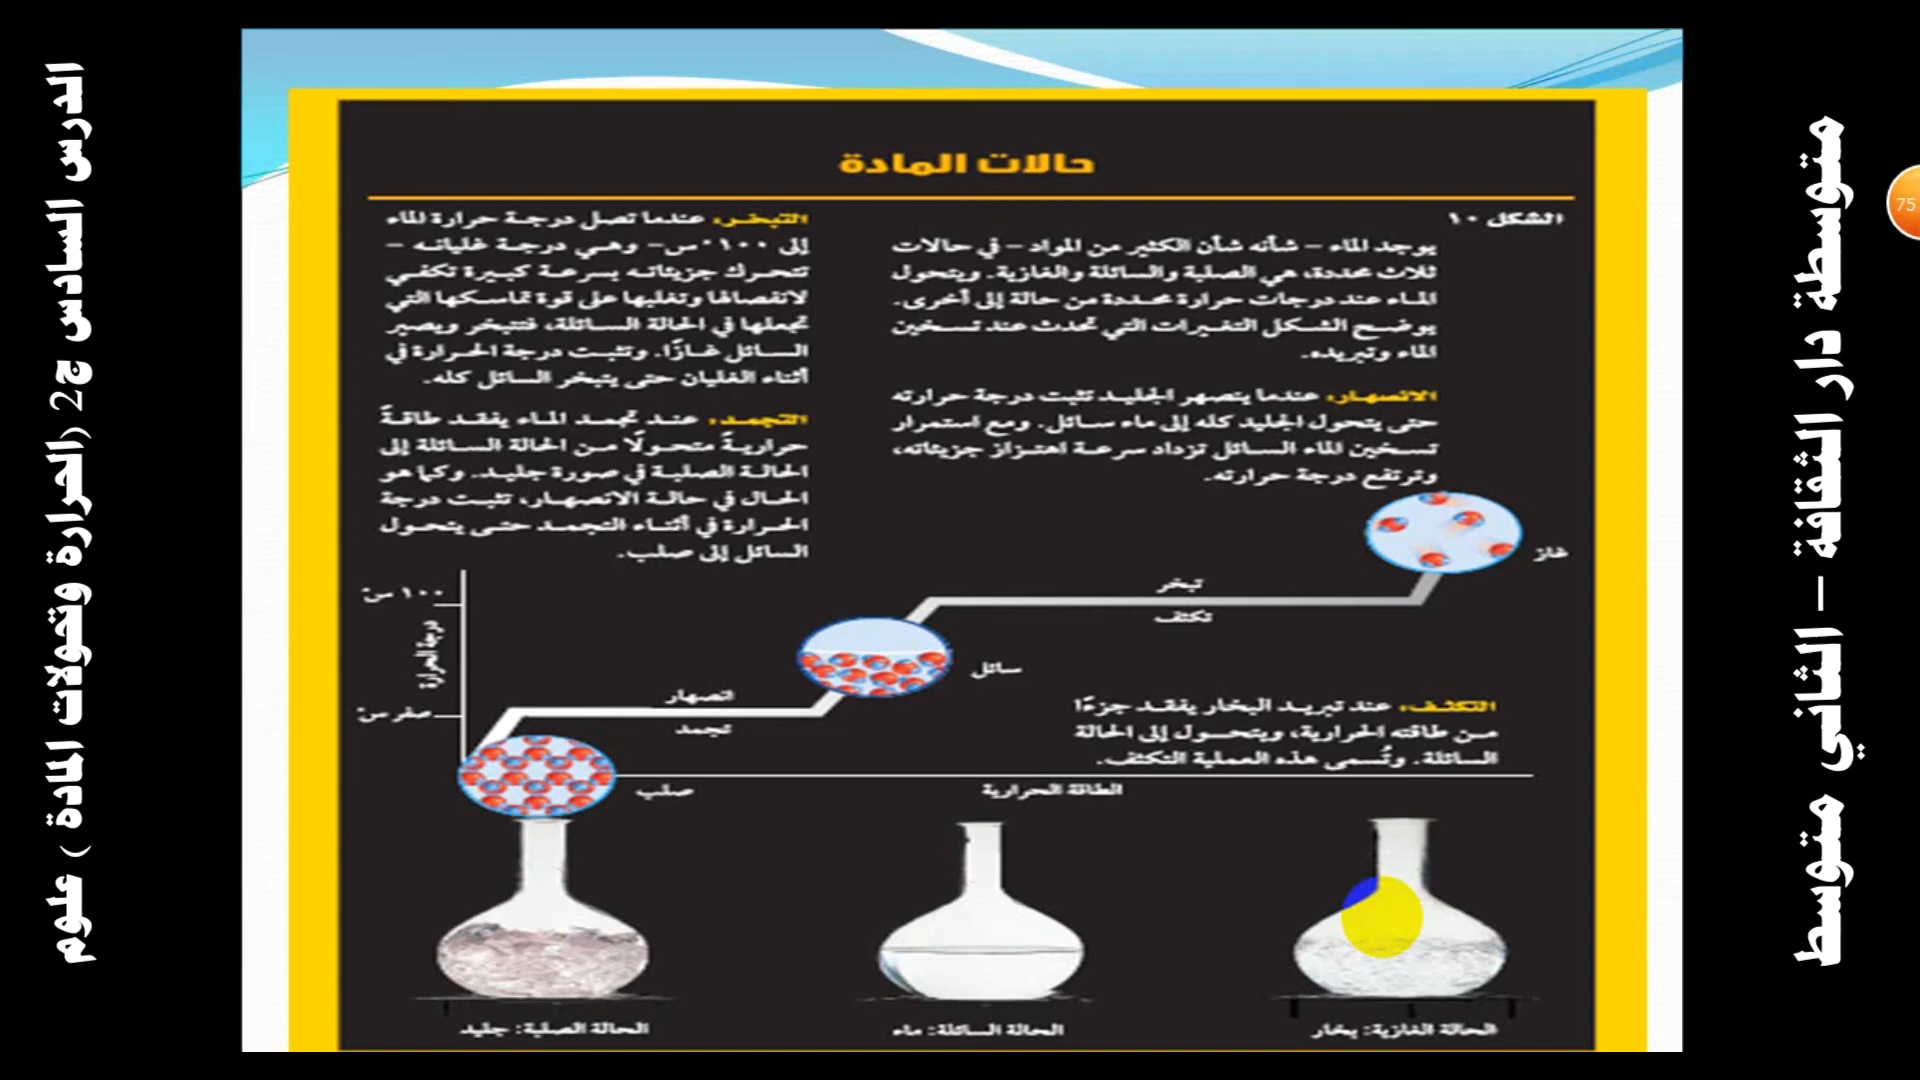 متوسطة دار الثقافة – الثاني متوسط
الدرس السادس ج2 (الحرارة وتحولات المادة ) علوم
75
حالات المادة
الشكل ١٠
يوجد الماء – شأنه شأن الكثير من المواد – في حالات
ثلاث محددة، هي الصلبة والسائلة والغازية. ويتحول
الماء عند درجات حرارة محددة من حالة إلى أخرى.
يوضح الشكل التغيرات التي تحدث عند تسخين
الماء وتبريده.
الانصهار: عندما ينصهر الجليد تثبت درجة حرارته
حتى يتحول الجليد كله إلى ماء سائل. ومع استمرار
تسخين الماء السائل تزداد سرعة اهتزاز جزيئاته،
وترتفع درجة حرارته.
التبخر: عندما تصل درجة حرارة الماء
إلى ١٠٠°س– وهي درجة غليانه –
تتحرك جزيئاته بسرعة كبيرة تكفي
لانفصالها وتغلبها على قوة تماسكها التي
تجعلها في الحالة السائلة، فتتبخر ويصير
السائل غازًا. وتثبت درجة الحرارة في
أثناء الغليان حتى يتبخر السائل كله.
التجمد: عند تجمد الماء يفقد طاقةً
حراريةً متحولًا من الحالة السائلة إلى
الحالة الصلبة في صورة جليد. وكما هو
الحال في حالة الانصهار، تثبت درجة
الحرارة في أثناء التجمد حتى يتحول
السائل إلى صلب.
غاز
تبخر
تكثف
١٠٠ س°
درجة الحرارة
سائل
انصهار
تجمد
صفر س°
التكثف: عند تبريد البخار يفقد جزءًا
من طاقته الحرارية، ويتحول إلى الحالة
السائلة. وتُسمى هذه العملية التكثف.
صلب
الطاقة الحرارية
الحالة الغازية: بخار
الحالة السائلة: ماء
الحالة الصلبة: جليد